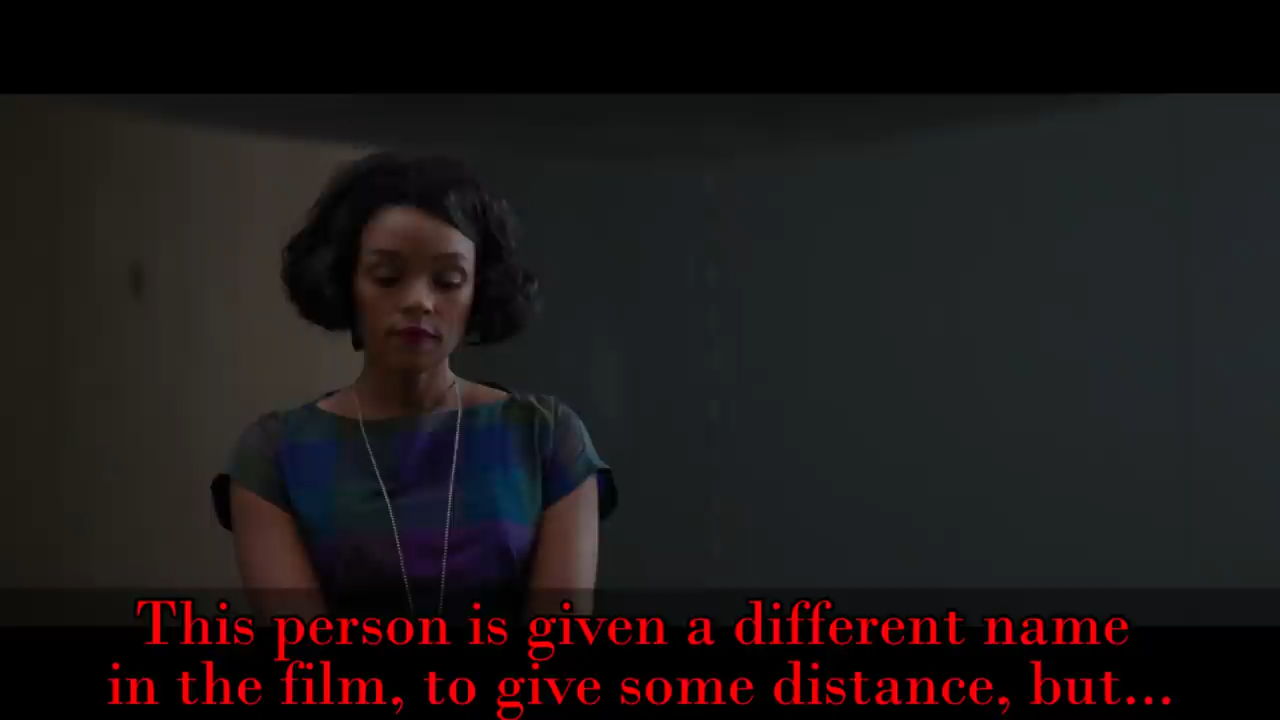 This person is given a different name
in the film, to give some distance, but...